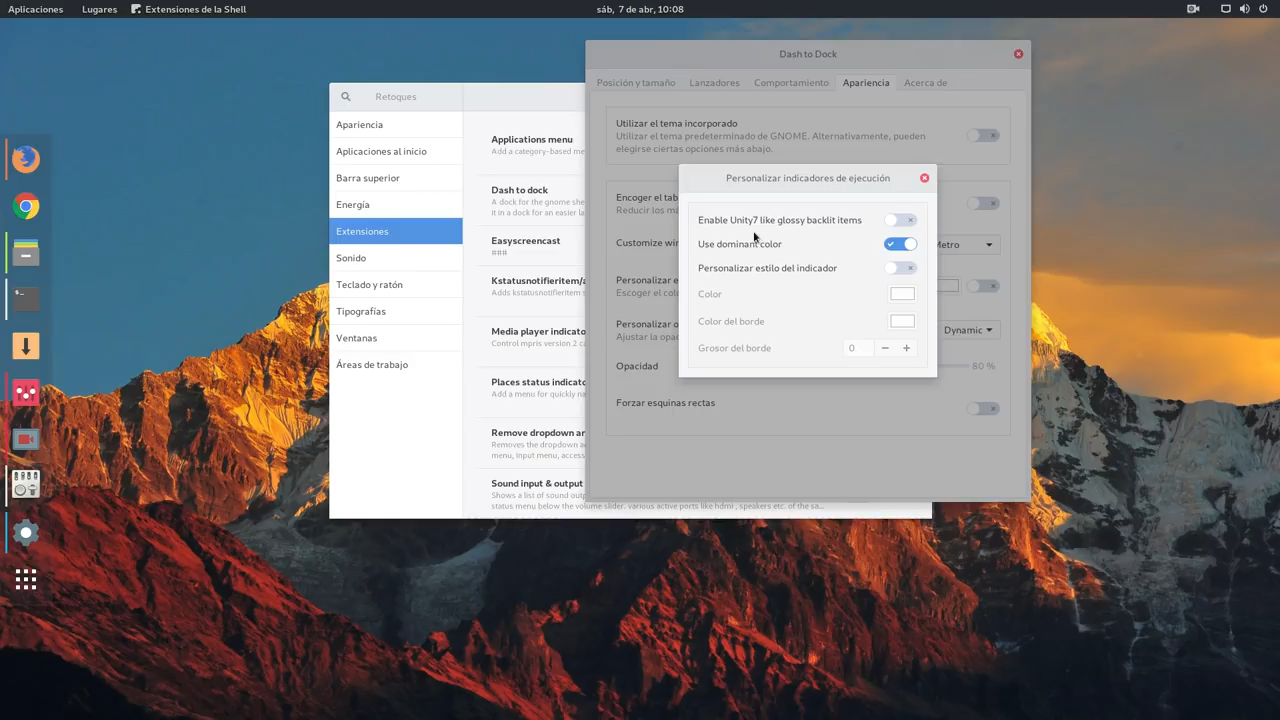 Aplicaciones Lugares Extensiones de la Shell sáb, 7 de abr, 10:08
Dash to Dock
Posición y tamaño Lanzadores Comportamiento Apariencia Acerca de
Utilizar el tema incorporado
Utilizar el tema predeterminado de GNOME. Alternativamente, pueden
elegirse ciertas opciones más abajo.
Encoger el tab
Reducir los má
Customize win
Metro
Personalizar e
Escoger el colo
Personalizar o
Ajustar la opa
Dynamic
Opacidad
80 %
Forzar esquinas rectas
Personalizar indicadores de ejecución
Enable Unity7 like glossy backlit items
Use dominant color
Personalizar estilo del indicador
Color
Color del borde
Grosor del borde 0 − +
Retoques
Apariencia
Aplicaciones al inicio
Barra superior
Energía
Extensiones
Sonido
Teclado y ratón
Tipografías
Ventanas
Áreas de trabajo
Applications menu
Add a category-based me
Dash to dock
A dock for the gnome she
it in a dock for an easier la
Easyscreencast
###
Kstatusnotifieritem/a
Adds kstatusnotifieritem s
Media player indicato
Control mpris version 2 ca
Places status indicato
Add a menu for quickly na
Remove dropdown ar
Removes the dropdown a
menu, input menu, access
Sound input & output
Shows a list of sound outp
status menu below the volume slider. various active ports like hdmi , speakers etc. of the sa...